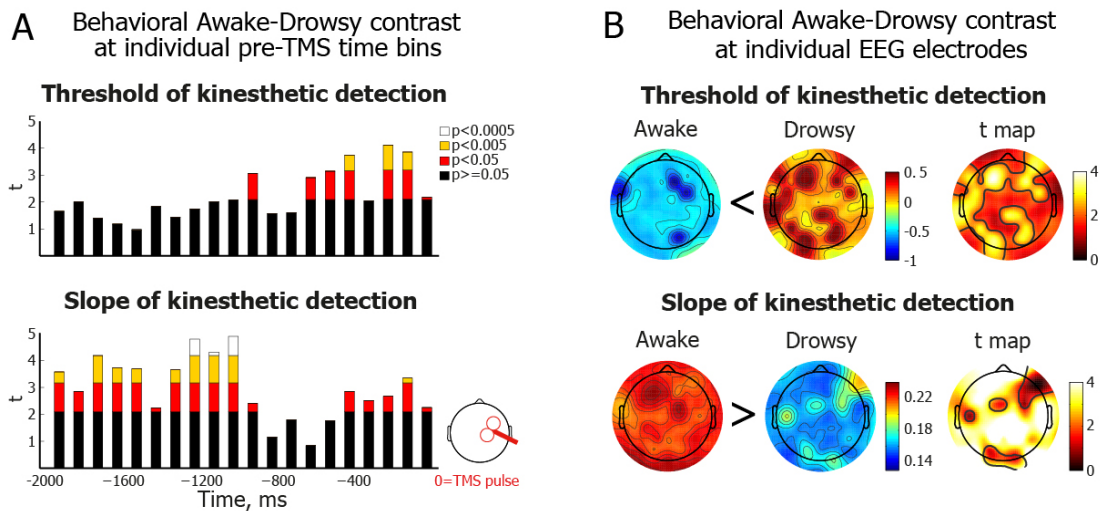 A
Behavioral Awake-Drowsy contrast
at individual pre-TMS time bins
Threshold of kinesthetic detection
5
4
3
2
1
t
p<0.0005
p<0.005
p<0.05
p>=0.05
Slope of kinesthetic detection
5
4
3
2
1
t
-2000
-1600
-1200
-800
-400
Time, ms
0=TMS pulse
B
Behavioral Awake-Drowsy contrast
at individual EEG electrodes
Threshold of kinesthetic detection
Awake
Drowsy
t map
<
0.5
0
-0.5
-1
4
2
0
Slope of kinesthetic detection
Awake
Drowsy
t map
>
0.22
0.18
0.14
4
2
0